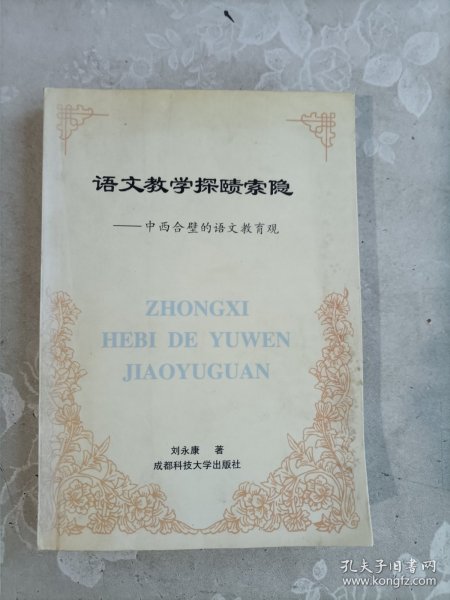 语文教学探赜索隐
——中西合壁的语文教育观
ZHONGXI
HEBI DE YUWEN
JIAOYUGUAN
刘永康 著
成都科技大学出版社
孔夫子旧书网
www.kongfz.com